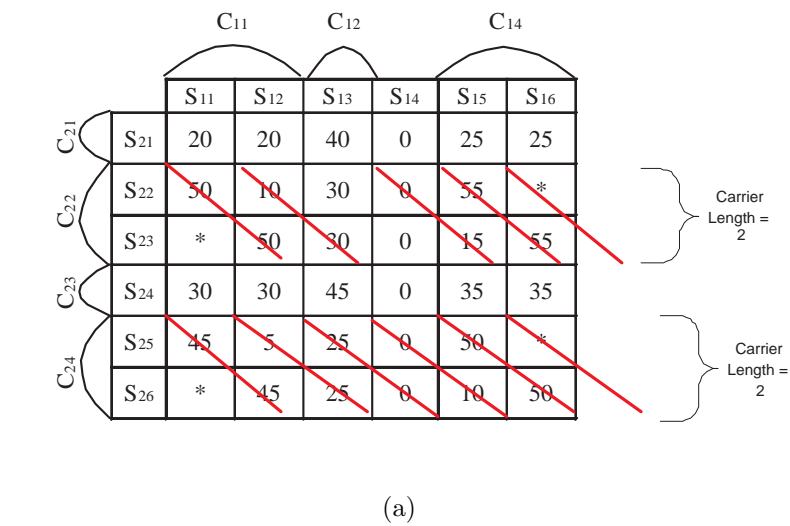 C11 C12 C14
S11 S12 S13 S14 S15 S16
C21 S21 20 20 40 0 25 25
C22 S22 50 10 30 0 55 *
S23 * 50 30 0 15 55
Carrier
Length =
2
C23 S24 30 30 45 0 35 35
C24 S25 45 5 25 0 50 *
S26 * 45 25 0 10 50
Carrier
Length =
2
(a)